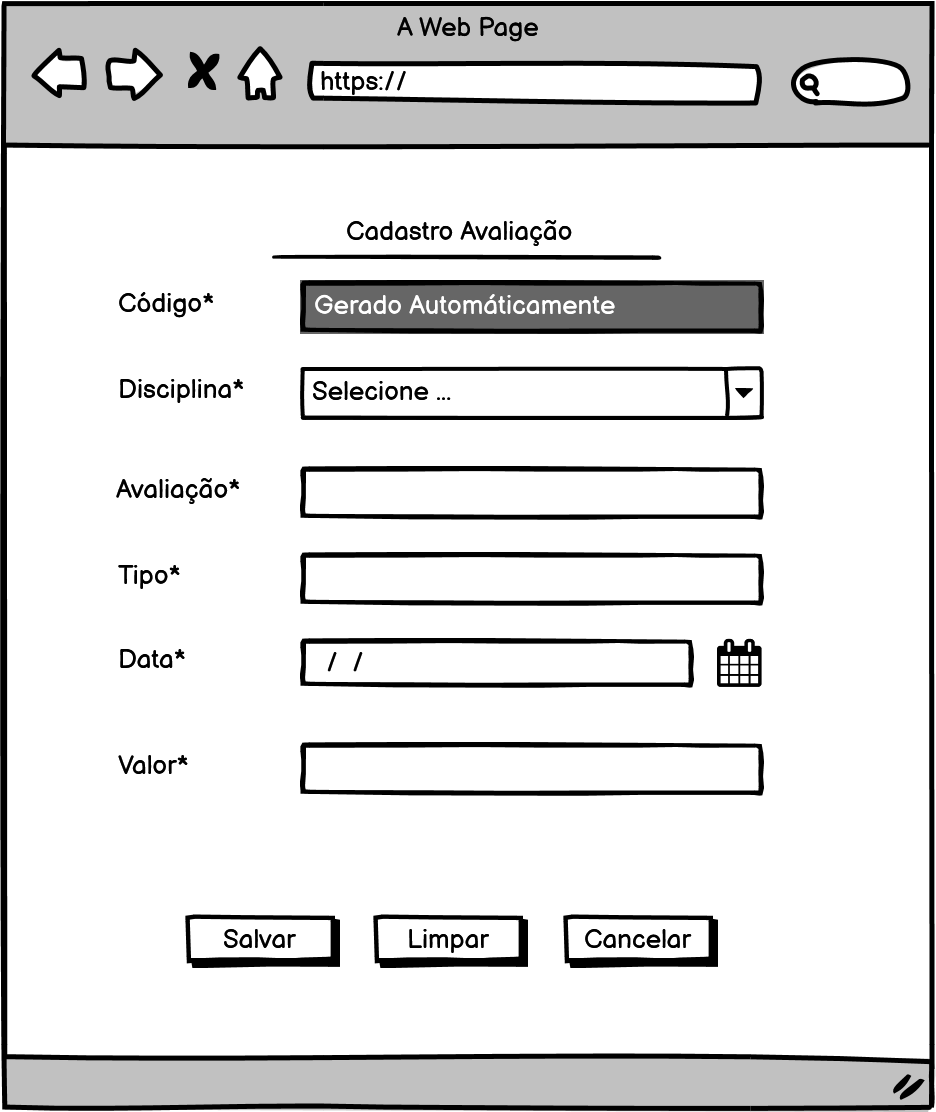 A Web Page
https://
Cadastro Avaliação
Código* Gerado Automáticamente
Disciplina* Selecione ...
Avaliação*
Tipo*
Data* / /
Valor*
Salvar Limpar Cancelar